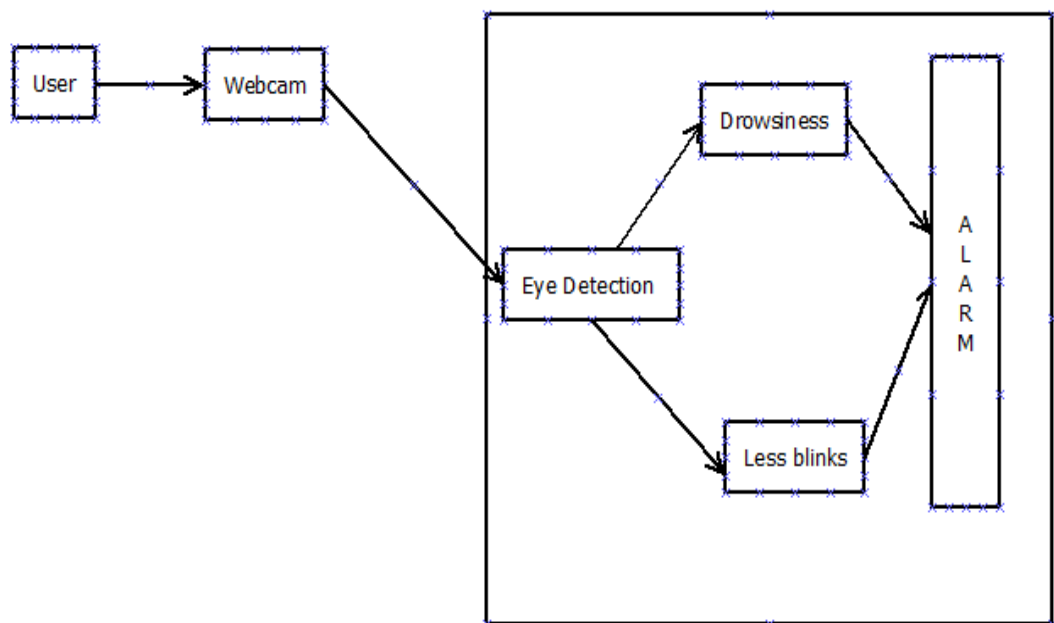 User
Webcam
Drowsiness
Eye Detection
Less blinks
A
L
A
R
M